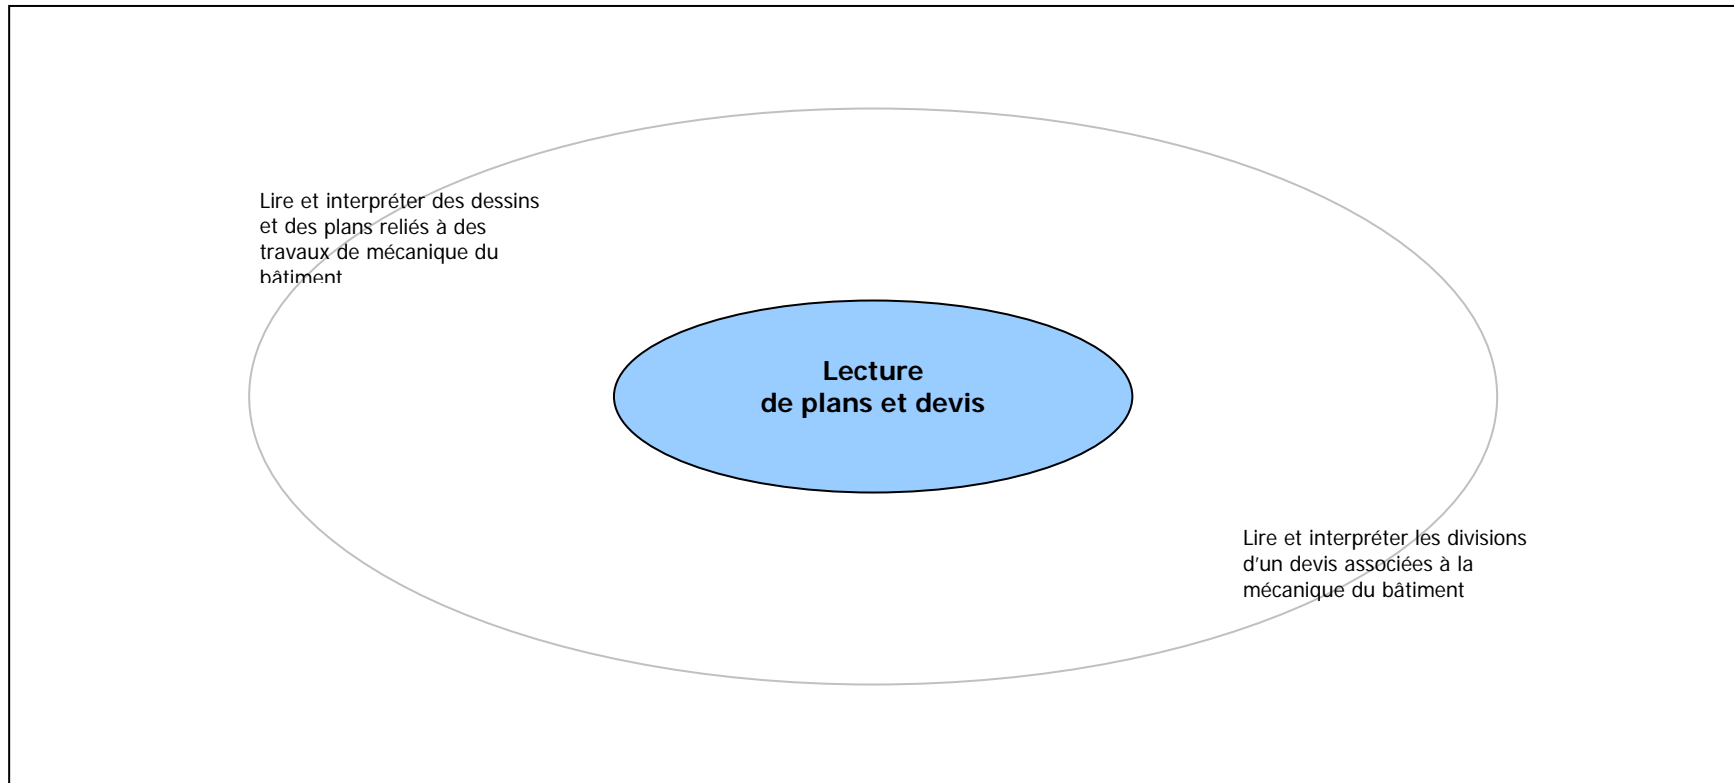 Lire et interpréter des dessins
et des plans reliés à des
travaux de mécanique du
bâtiment
Lecture
de plans et devis
Lire et interpréter les divisions
d'un devis associées à la
mécanique du bâtiment